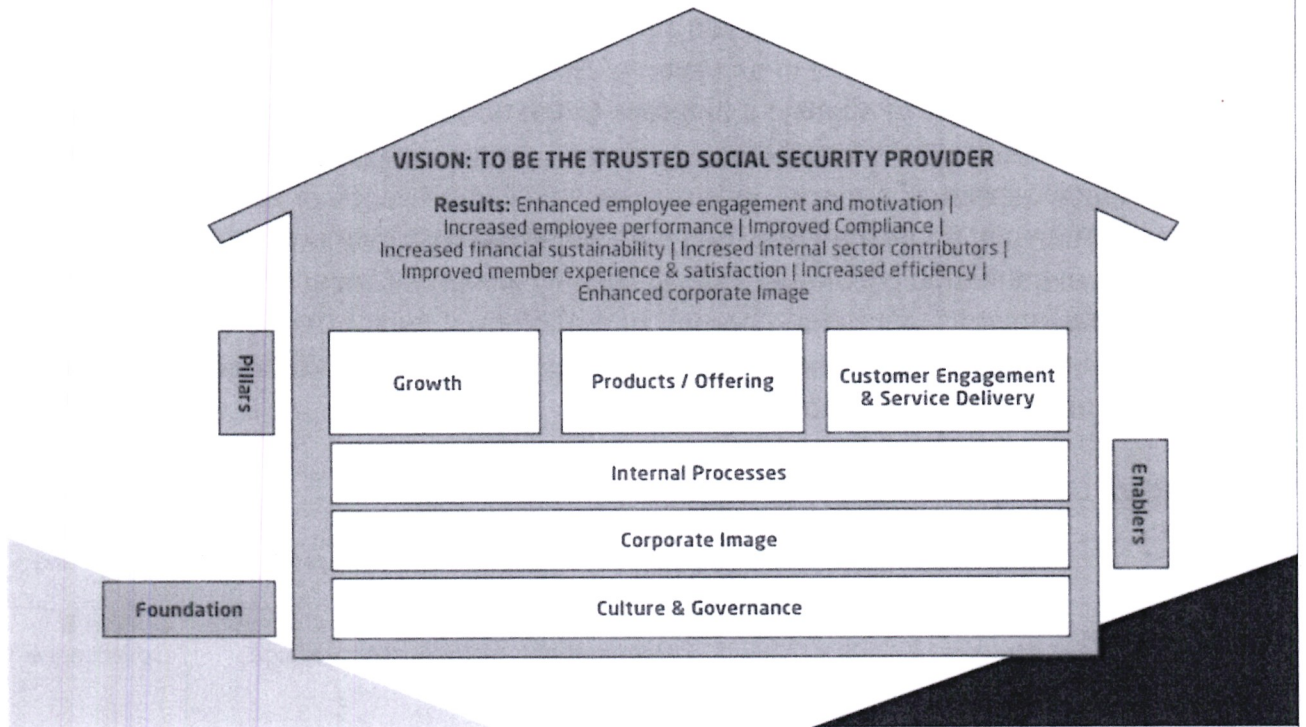 VISION: TO BE THE TRUSTED SOCIAL SECURITY PROVIDER
Results: Enhanced employee engagement and motivation |
Increased employee performance | Improved Compliance |
Increased financial sustainability | Incresed Internal sector contributors |
Improved member experience & satisfaction | Increased efficiency |
Enhanced corporate Image
Pillars
Growth
Products / Offering
Customer Engagement
& Service Delivery
Internal Processes
Enablers
Corporate Image
Foundation
Culture & Governance